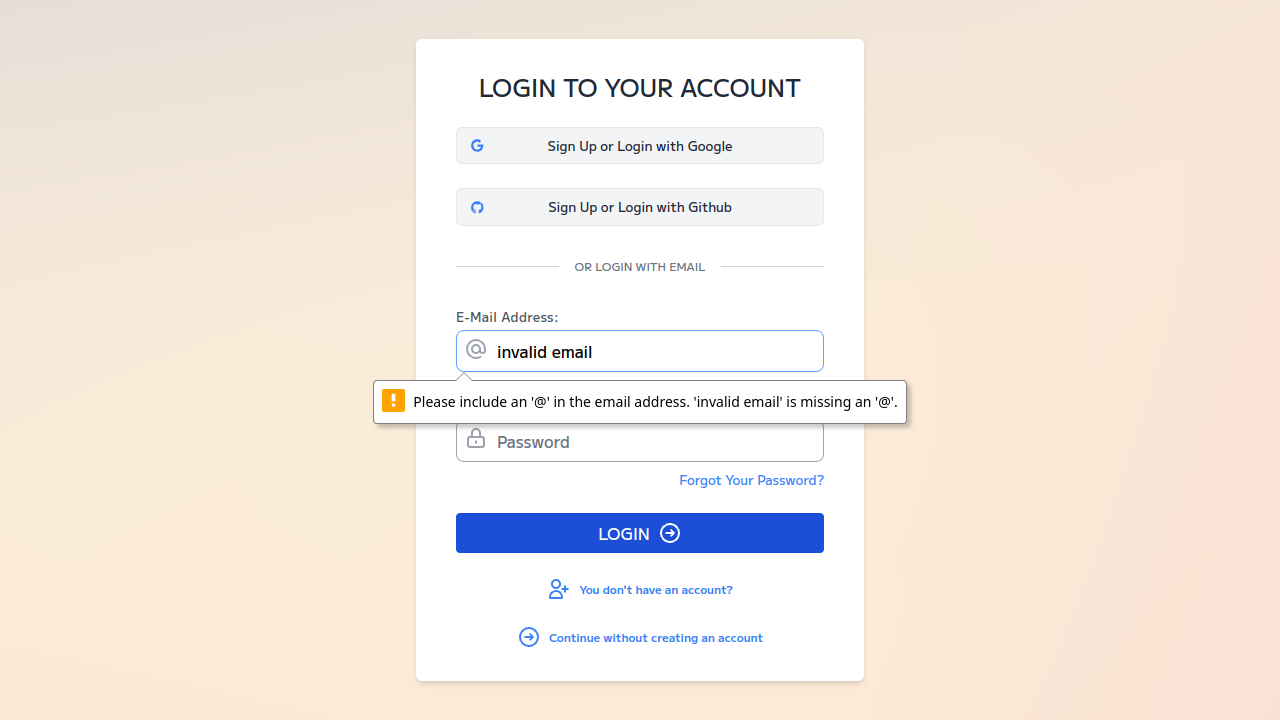 LOGIN TO YOUR ACCOUNT
Sign Up or Login with Google
Sign Up or Login with Github
OR LOGIN WITH EMAIL
E-Mail Address:
invalid email
Please include an '@' in the email address. 'invalid email' is missing an '@'.
Password
Forgot Your Password?
LOGIN
You don't have an account?
Continue without creating an account